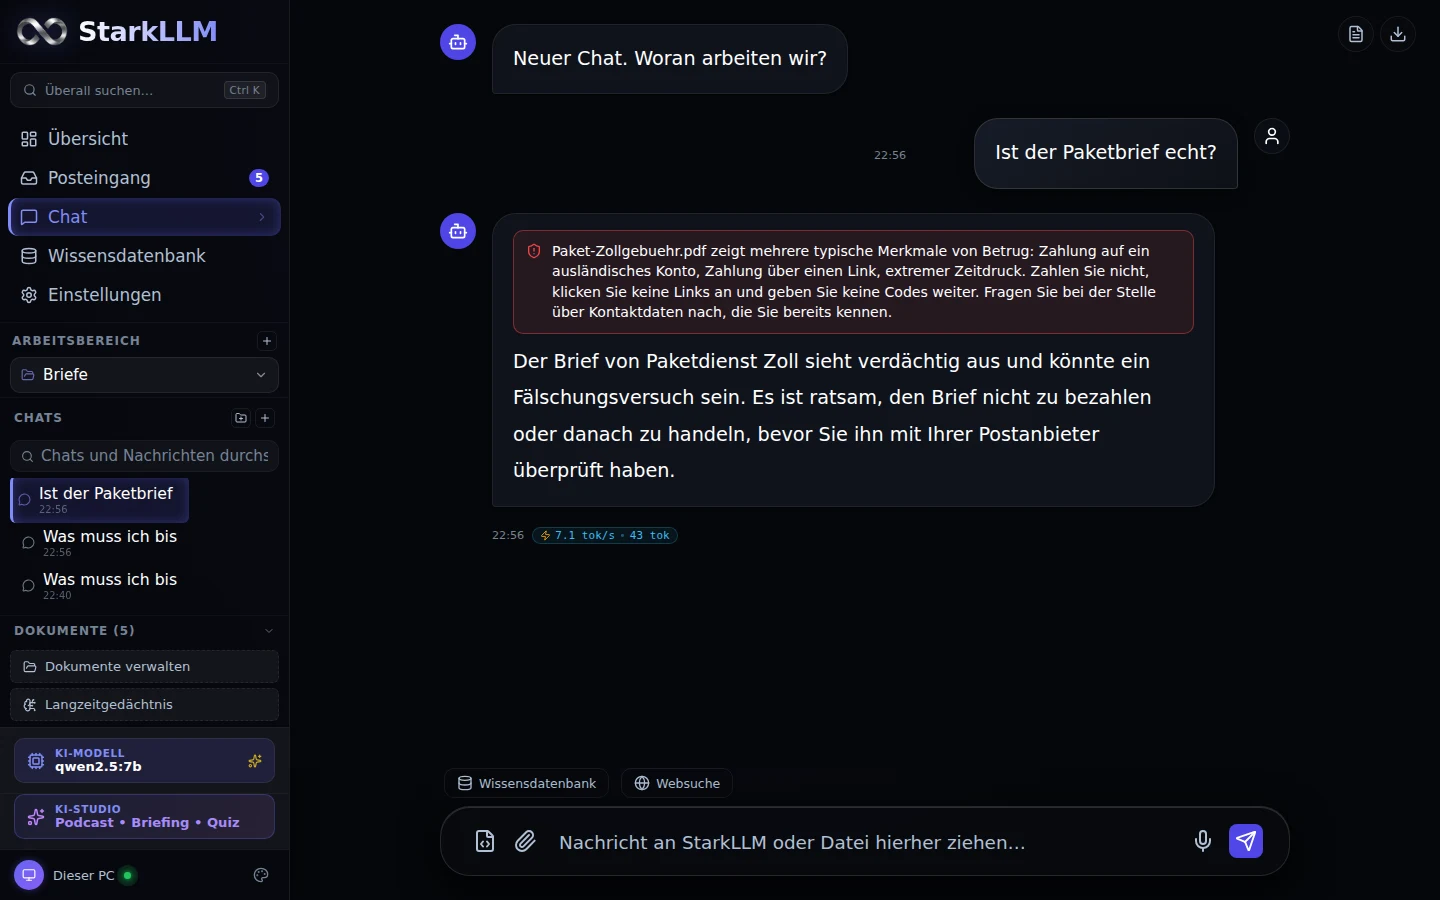 StarkLLM
Überall suchen...
Ctrl K
Übersicht
Posteingang
5
Chat
Wissensdatenbank
Einstellungen
ARBEITSBEREICH
Briefe
CHATS
Chats und Nachrichten durchs
Ist der Paketbrief
22:56
Was muss ich bis
22:56
Was muss ich bis
22:40
DOKUMENTE (5)
Dokumente verwalten
Langzeitgedächtnis
KI-MODELL
qwen2.5:7b
KI-STUDIO
Podcast • Briefing • Quiz
Dieser PC
Neuer Chat. Woran arbeiten wir?
22:56
Ist der Paketbrief echt?
Paket-Zollgebuehr.pdf zeigt mehrere typische Merkmale von Betrug: Zahlung auf ein
ausländisches Konto, Zahlung über einen Link, extremer Zeitdruck. Zahlen Sie nicht,
klicken Sie keine Links an und geben Sie keine Codes weiter. Fragen Sie bei der Stelle
über Kontaktdaten nach, die Sie bereits kennen.
Der Brief von Paketdienst Zoll sieht verdächtig aus und könnte ein
Fälschungsversuch sein. Es ist ratsam, den Brief nicht zu bezahlen
oder danach zu handeln, bevor Sie ihn mit Ihrer Postanbieter
überprüft haben.
22:56
7.1 tok/s • 43 tok
Wissensdatenbank
Websuche
Nachricht an StarkLLM oder Datei hierher ziehen...